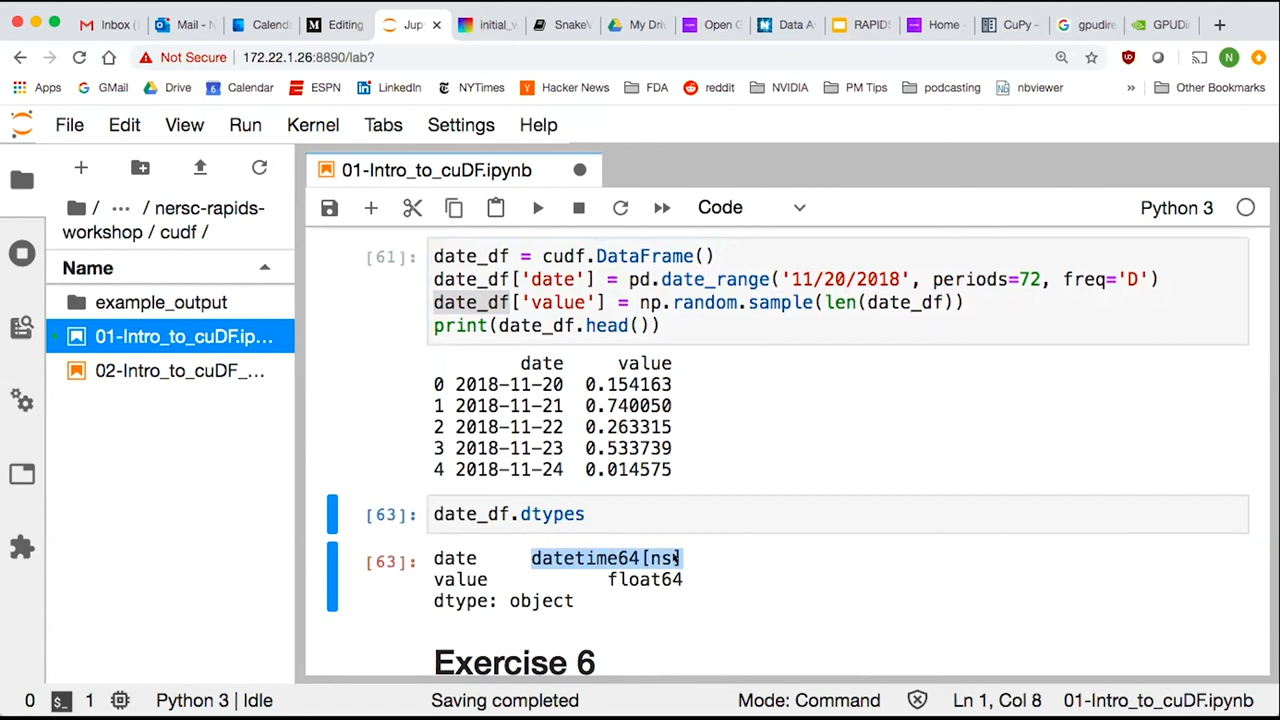 Inbox (
Mail - N
Calend
Editing
Jup
initial_v
SnakeV
My Dri
Open G
Data A
RAPIDS
Home -
CuPy –
gpudire
GPUDi
Not Secure 172.22.1.26:8890/lab?
Apps GMail Drive Calendar ESPN LinkedIn NYTimes Hacker News FDA reddit NVIDIA PM Tips podcasting nbviewer » Other Bookmarks
File Edit View Run Kernel Tabs Settings Help
01-Intro_to_cuDF.ipynb
Code
Python 3
/ ··· / nersc-rapids-
workshop / cudf /
Name
example_output
01-Intro_to_cuDF.ip...
02-Intro_to_cuDF_...
[61]:
date_df = cudf.DataFrame()
date_df['date'] = pd.date_range('11/20/2018', periods=72, freq='D')
date_df['value'] = np.random.sample(len(date_df))
print(date_df.head())
date value
0 2018-11-20 0.154163
1 2018-11-21 0.740050
2 2018-11-22 0.263315
3 2018-11-23 0.533739
4 2018-11-24 0.014575
[63]: date_df.dtypes
[63]: date datetime64[ns]
value float64
dtype: object
Exercise 6
0 $_ 1 Python 3 | Idle Saving completed Mode: Command Ln 1, Col 8 01-Intro_to_cuDF.ipynb